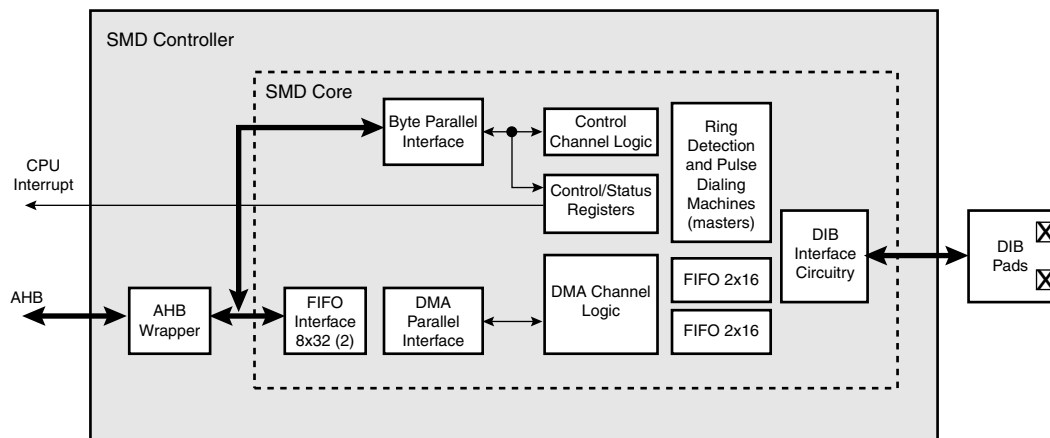 SMD Controller
SMD Core
Byte Parallel
Interface
Control
Channel Logic
Ring
Detection
and Pulse
Dialing
Machines
(masters)
CPU
Interrupt
Control/Status
Registers
DIB
Interface
Circuitry
DIB
Pads
AHB
AHB
Wrapper
FIFO
Interface
8x32 (2)
DMA
Parallel
Interface
DMA Channel
Logic
FIFO 2x16
FIFO 2x16